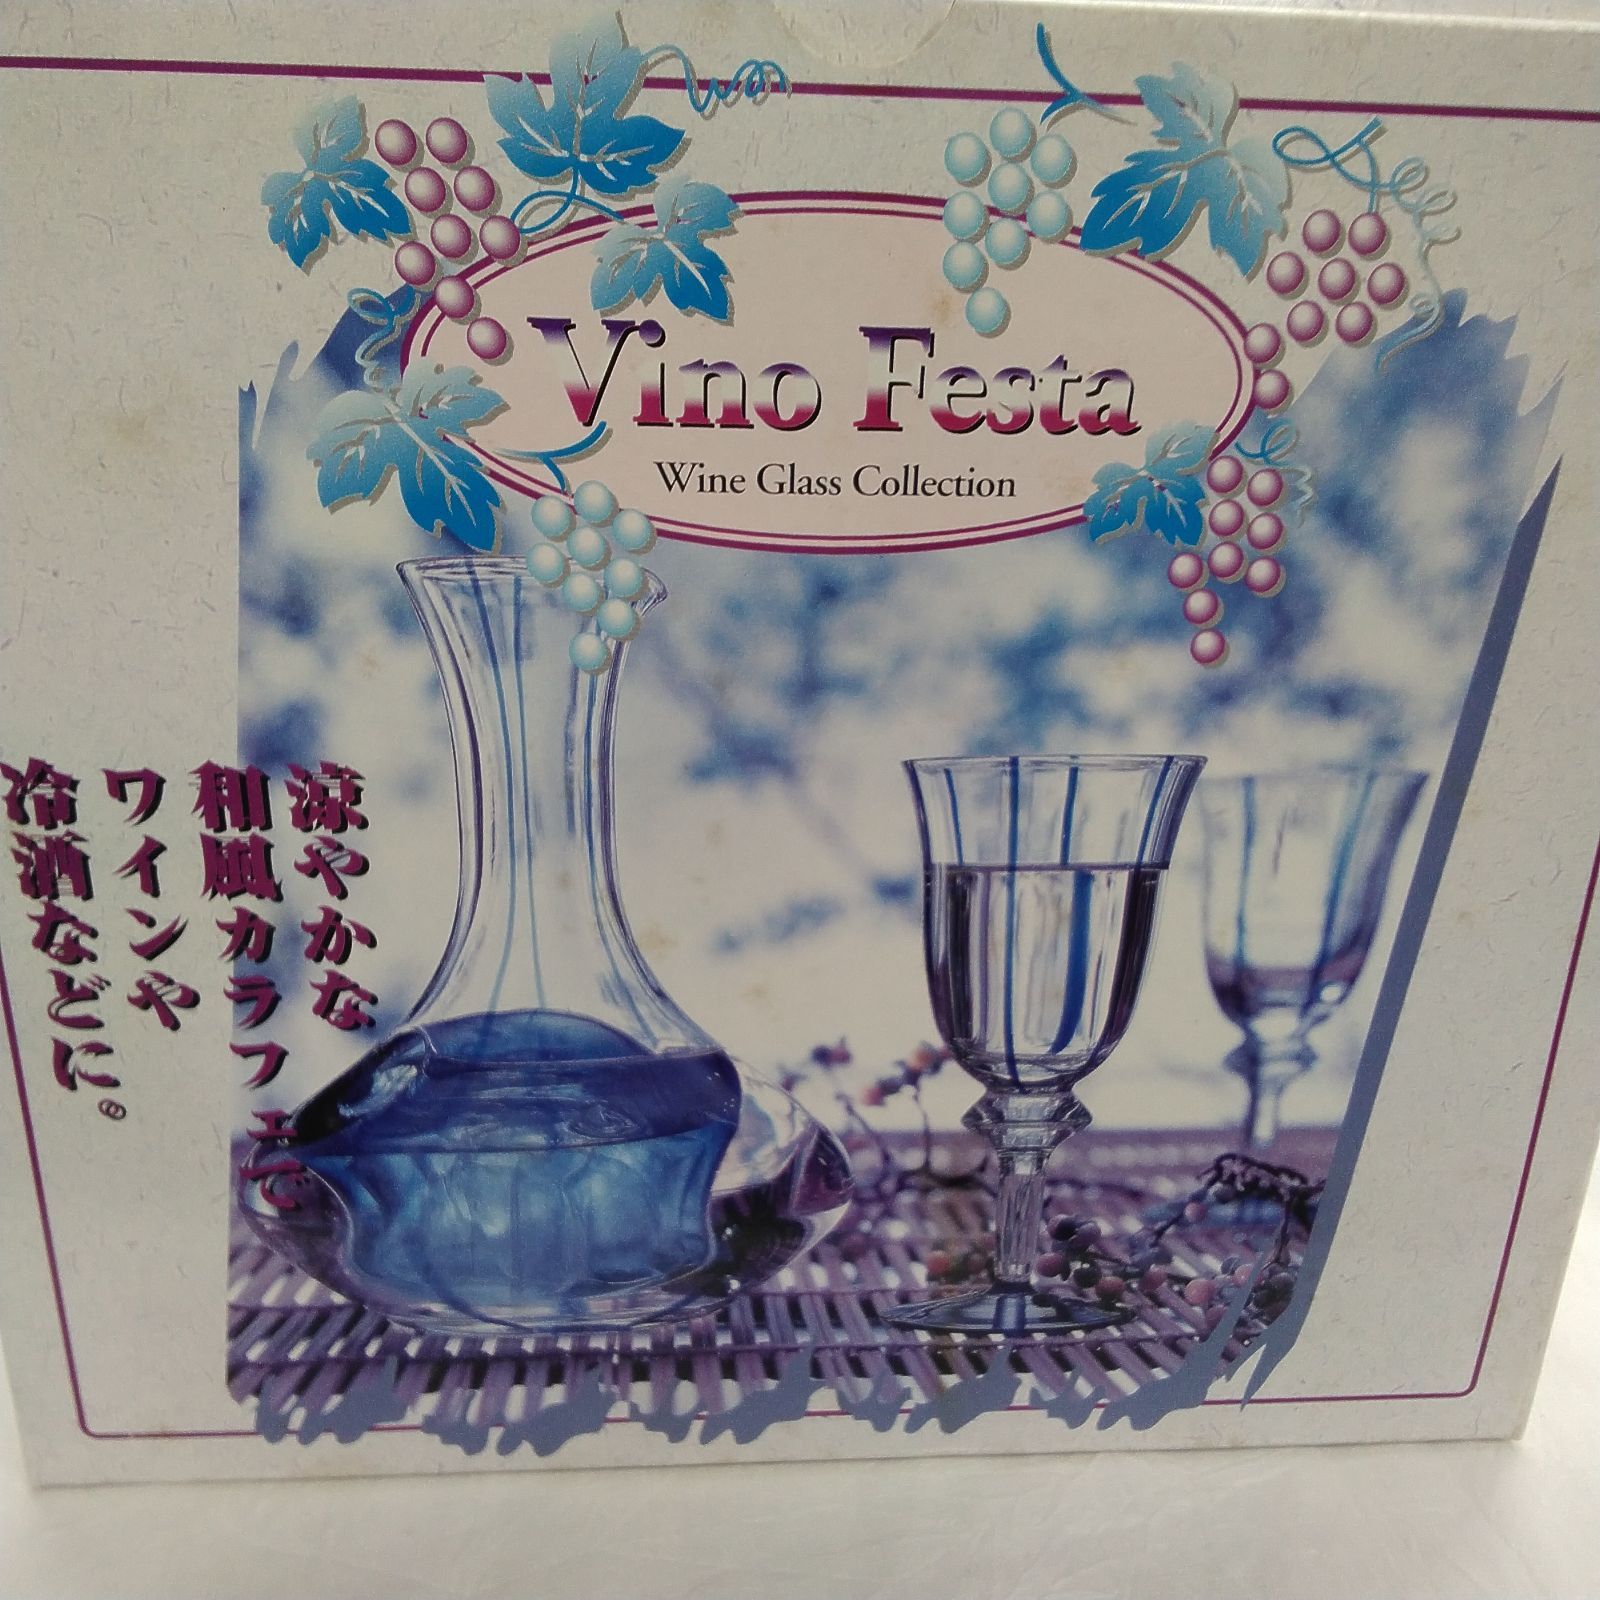 Vino Festa
Wine Glass Collection
涼やかな
和風カラフェで
ワインや
冷酒などに。